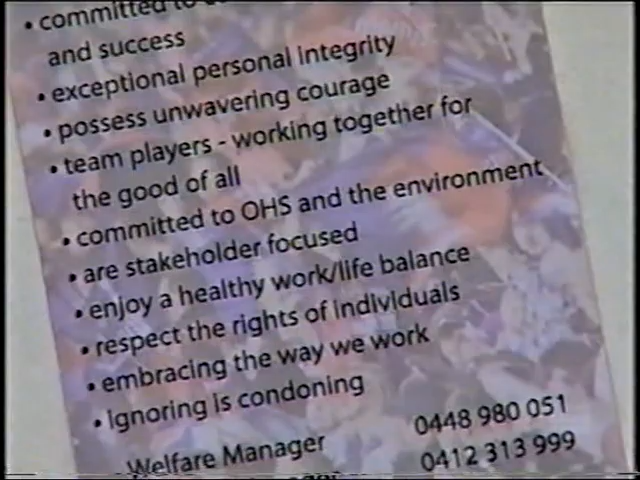 • committed to
and success
• exceptional personal integrity
• possess unwavering courage
• team players - working together for
the good of all
• committed to OHS and the environment
• are stakeholder focused
• enjoy a healthy work/life balance
• respect the rights of individuals
• embracing the way we work
• ignoring is condoning
Welfare Manager 0448 980 051
0412 313 999